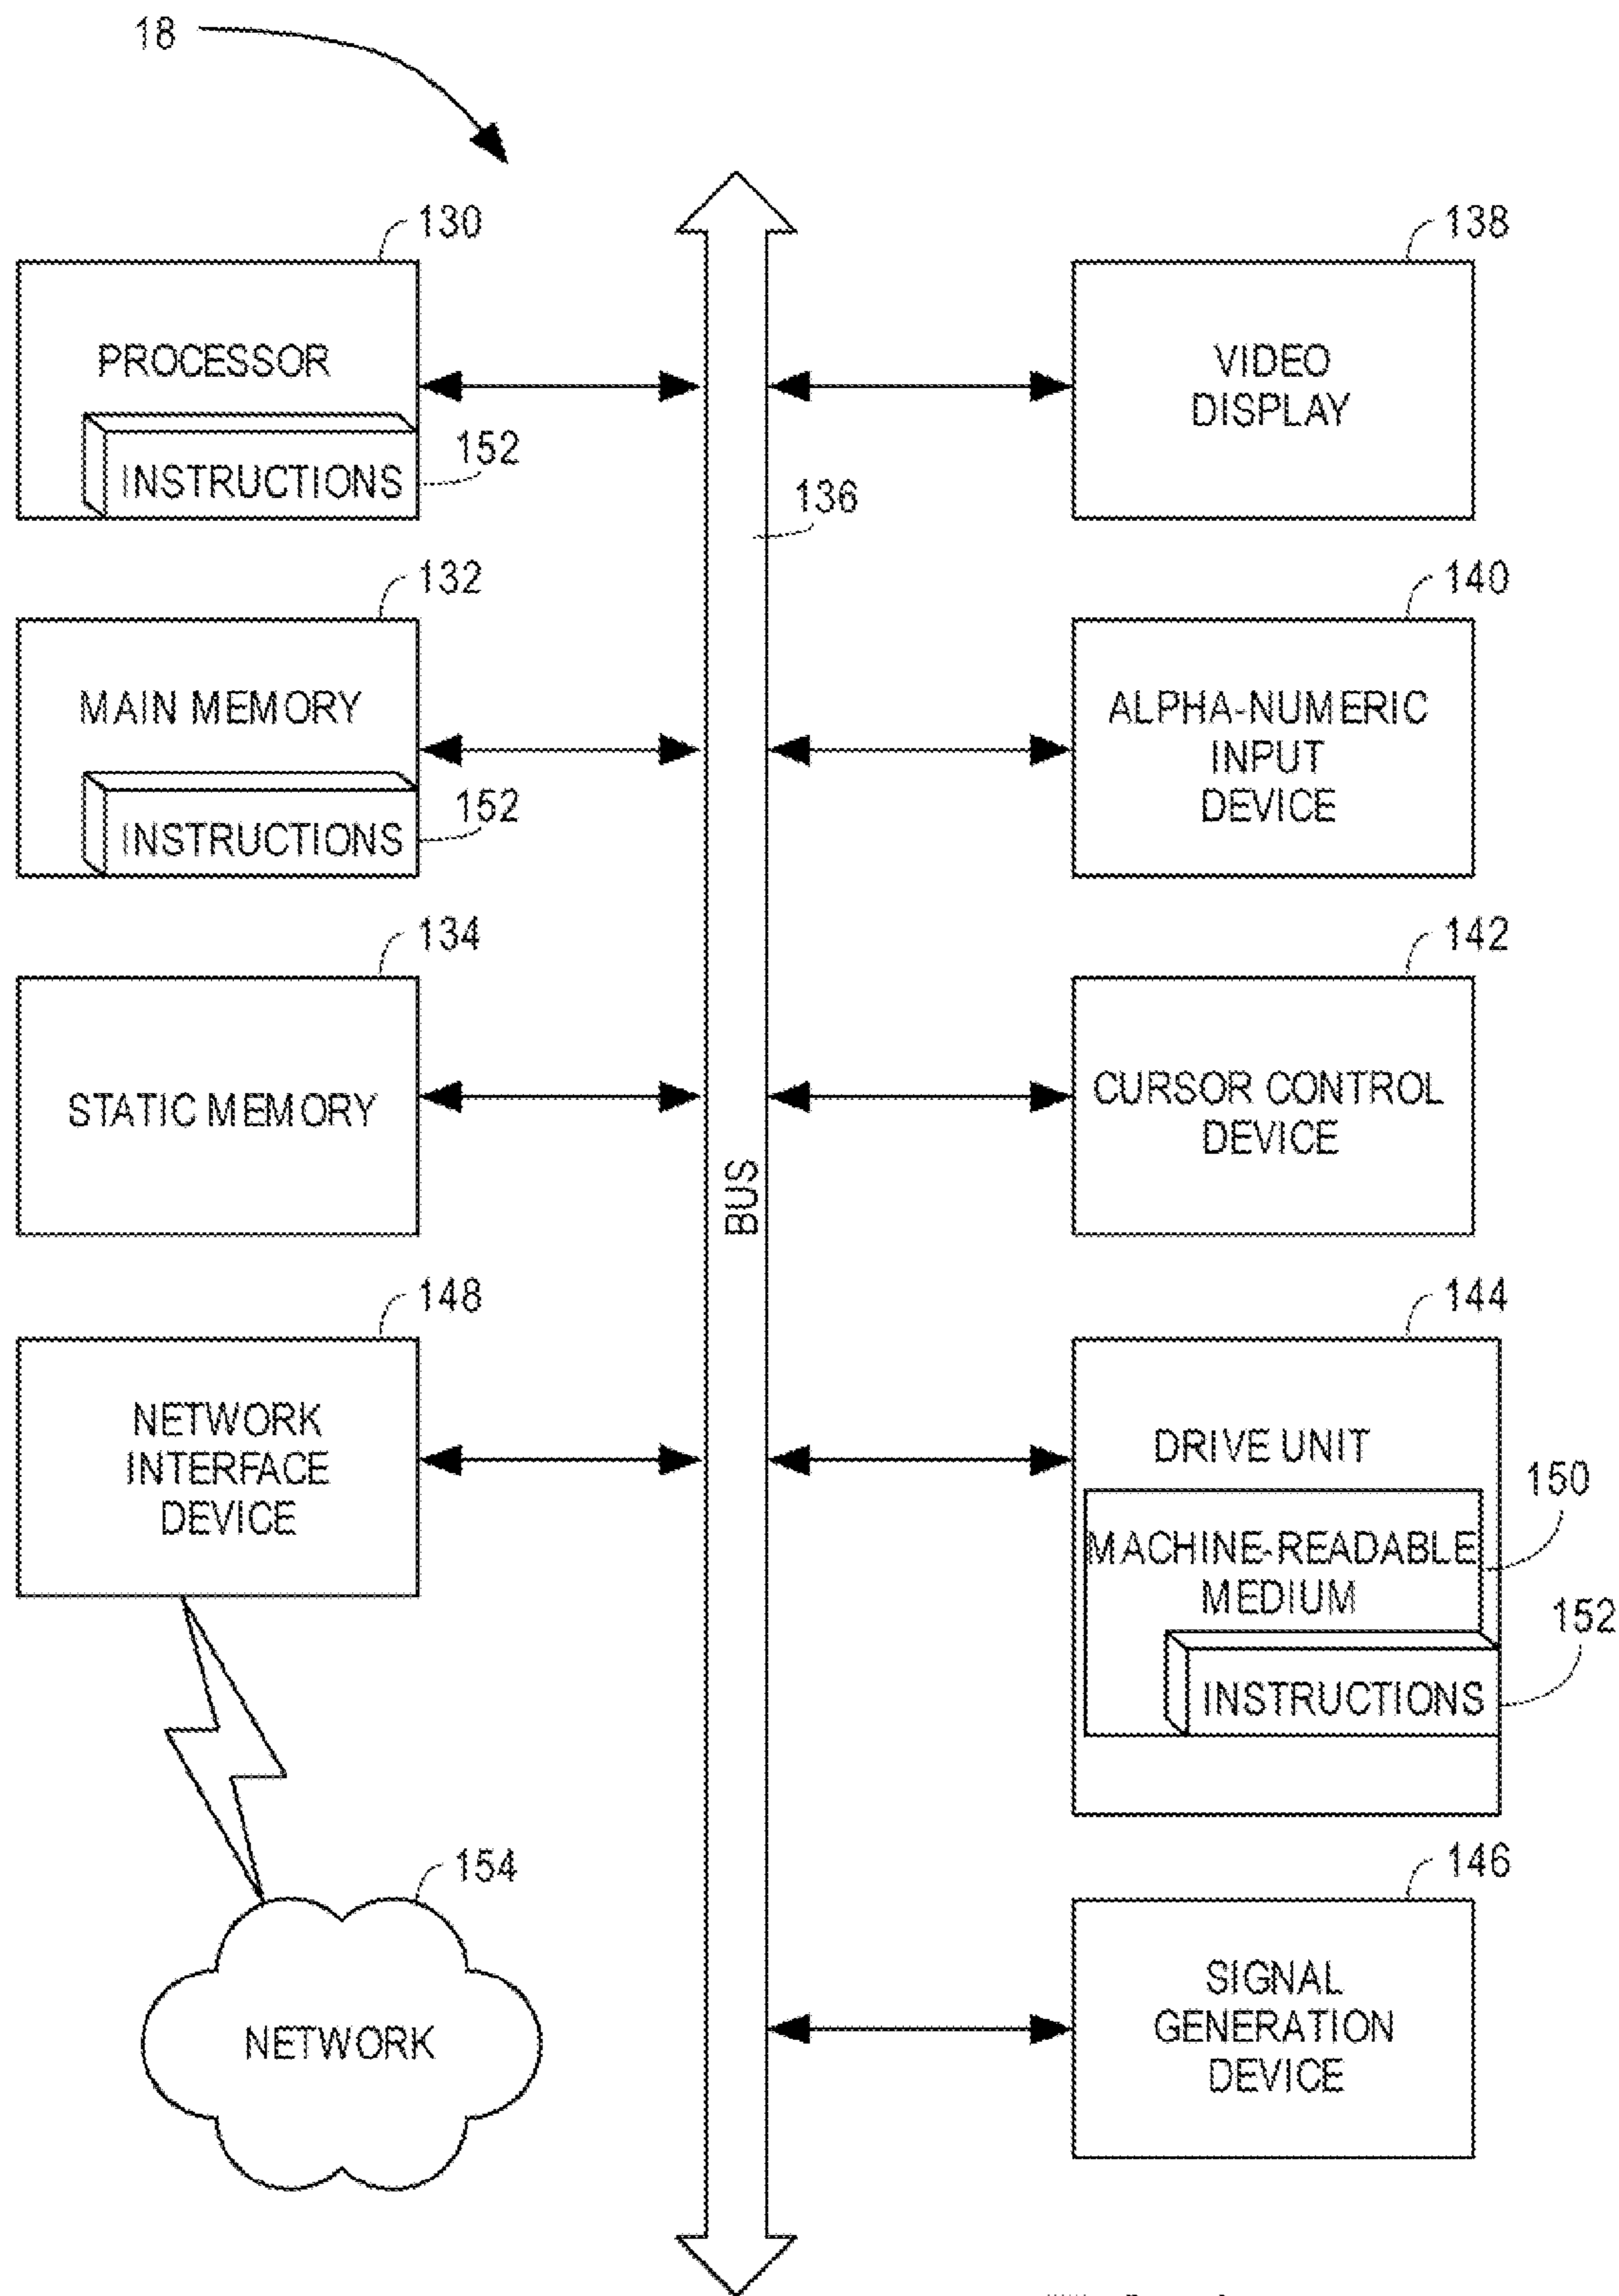 18
130
PROCESSOR
INSTRUCTIONS
152
132
MAIN MEMORY
INSTRUCTIONS
152
134
STATIC MEMORY
148
NETWORK
INTERFACE
DEVICE
154
NETWORK
136
BUS
138
VIDEO
DISPLAY
140
ALPHA-NUMERIC
INPUT
DEVICE
142
CURSOR CONTROL
DEVICE
144
DRIVE UNIT
150
MACHINE-READABLE
MEDIUM
152
INSTRUCTIONS
146
SIGNAL
GENERATION
DEVICE